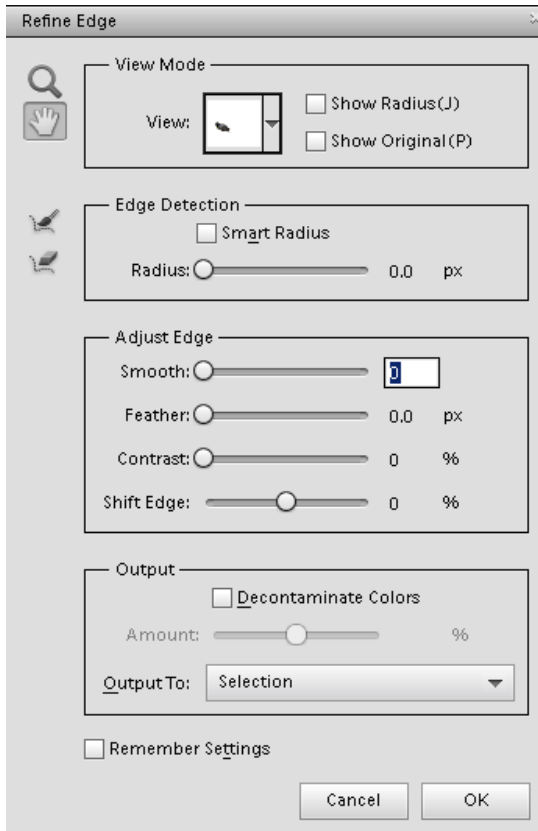 Refine Edge
View Mode
View:
Show Radius(J)
Show Original(P)
Edge Detection
Smart Radius
Radius: 0.0 px
Adjust Edge
Smooth: 0
Feather: 0.0 px
Contrast: 0 %
Shift Edge: 0 %
Output
Decontaminate Colors
Amount: %
Output To: Selection
Remember Settings
Cancel OK